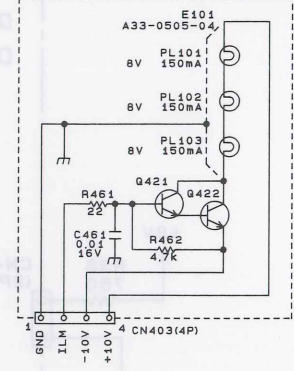 E101
A33-0505-04
PL101
8V 150mA
PL102
8V 150mA
PL103
8V 150mA
Q421
Q422
R461
22
C461
0.01
16V
R462
4.7K
1 4 CN403(4P)
GND
ILM
-10V
+10V